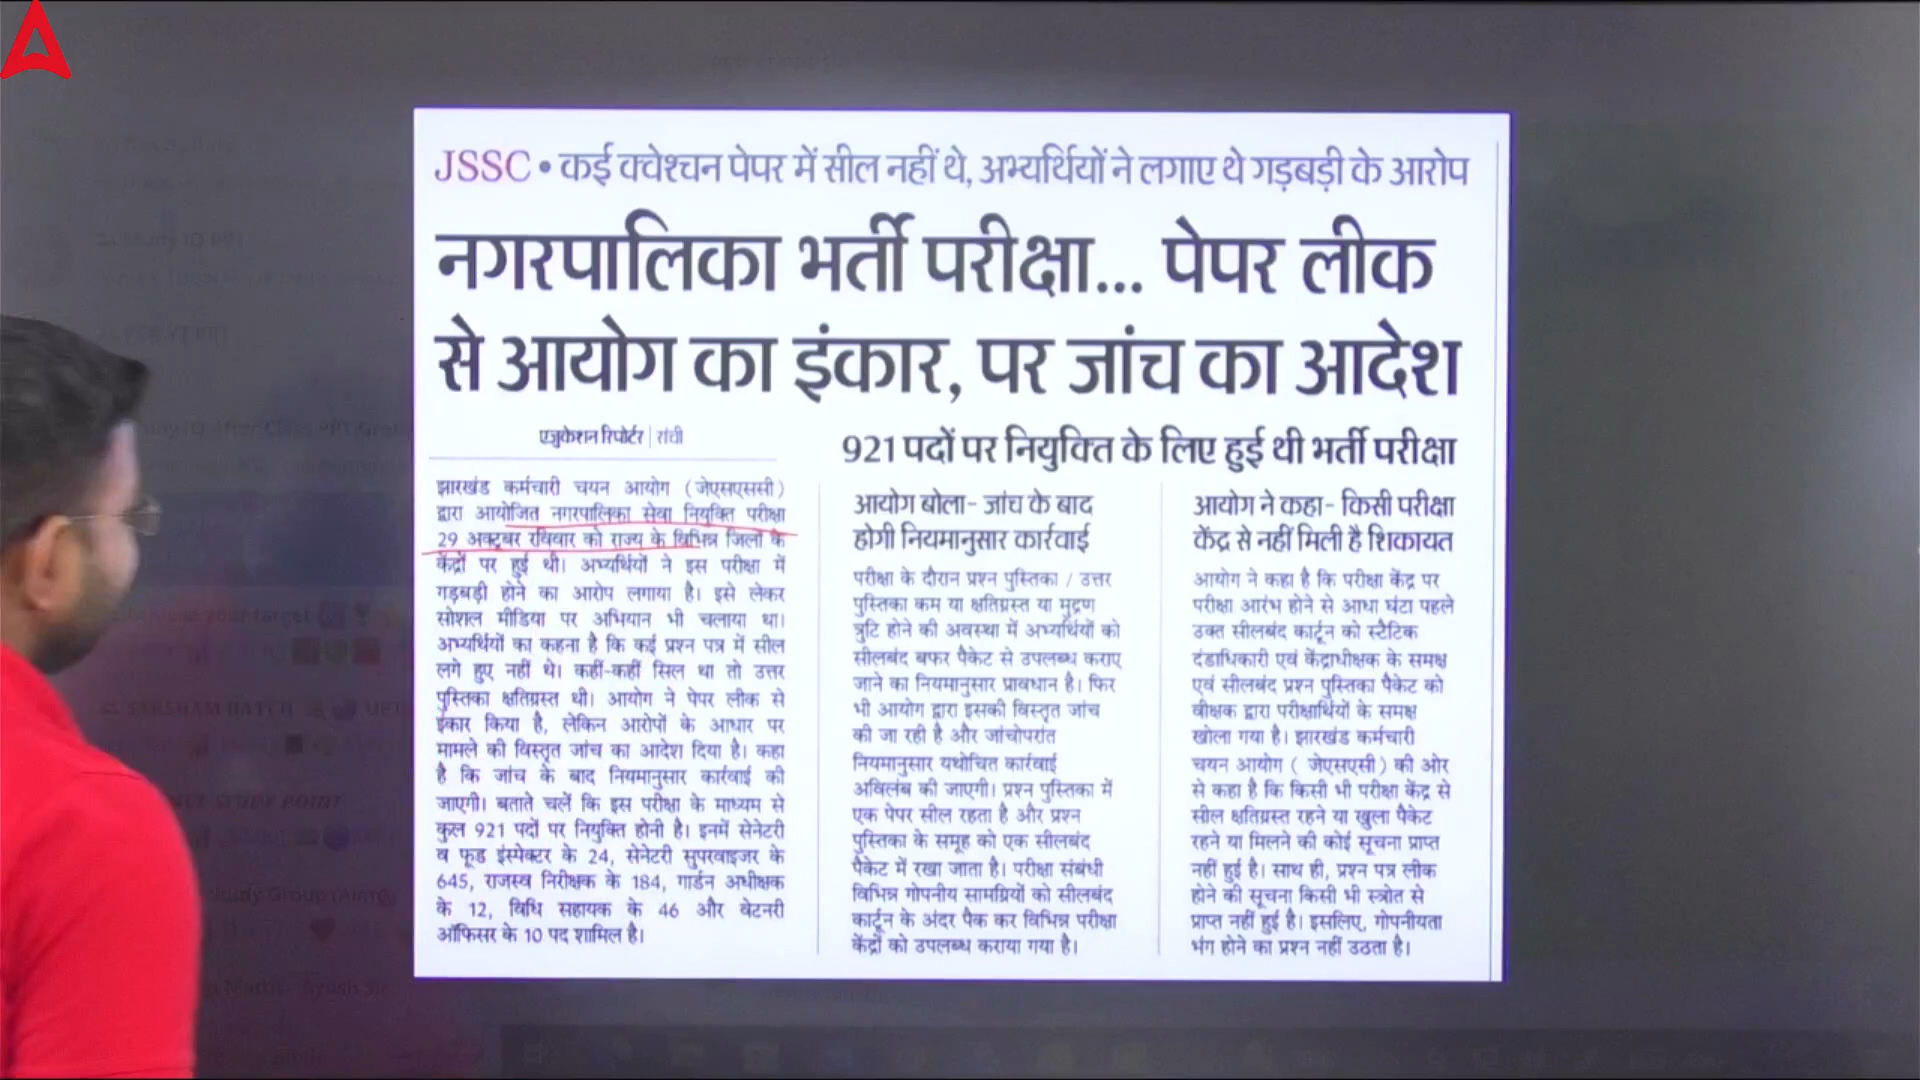 JSSC • कई क्वेश्चन पेपर में सील नहीं थे, अभ्यर्थियों ने लगाए थे गड़बड़ी के आरोप
नगरपालिका भर्ती परीक्षा... पेपर लीक
से आयोग का इंकार, पर जांच का आदेश
एजुकेशन रिपोर्टर | रांची
झारखंड कर्मचारी चयन आयोग (जेएसएससी)
द्वारा आयोजित नगरपालिका सेवा नियुक्ति परीक्षा
29 अक्टूबर रविवार को राज्य के विभिन्न जिलों के
केंद्रों पर हुई थी। अभ्यर्थियों ने इस परीक्षा में
गड़बड़ी होने का आरोप लगाया है। इसे लेकर
सोशल मीडिया पर अभियान भी चलाया था।
अभ्यर्थियों का कहना है कि कई प्रश्न पत्र में सील
लगे हुए नहीं थे। कहीं-कहीं सिल था तो उत्तर
पुस्तिका क्षतिग्रस्त थी। आयोग ने पेपर लीक से
इंकार किया है, लेकिन आरोपों के आधार पर
मामले की विस्तृत जांच का आदेश दिया है। कहा
है कि जांच के बाद नियमानुसार कार्रवाई की
जाएगी। बताते चलें कि इस परीक्षा के माध्यम से
कुल 921 पदों पर नियुक्ति होनी है। इनमें सेनेटरी
व फूड इंस्पेक्टर के 24, सेनेटरी सुपरवाइजर के
645, राजस्व निरीक्षक के 184, गार्डन अधीक्षक
के 12, विधि सहायक के 46 और वेटनरी
ऑफिसर के 10 पद शामिल है।
921 पदों पर नियुक्ति के लिए हुई थी भर्ती परीक्षा
आयोग बोला- जांच के बाद
होगी नियमानुसार कार्रवाई
परीक्षा के दौरान प्रश्न पुस्तिका / उत्तर
पुस्तिका कम या क्षतिग्रस्त या मुद्रण
त्रुटि होने की अवस्था में अभ्यर्थियों को
सीलबंद बफर पैकेट से उपलब्ध कराए
जाने का नियमानुसार प्रावधान है। फिर
भी आयोग द्वारा इसकी विस्तृत जांच
की जा रही है और जांचोपरांत
नियमानुसार यथोचित कार्रवाई
अविलंब की जाएगी। प्रश्न पुस्तिका में
एक पेपर सील रहता है और प्रश्न
पुस्तिका के समूह को एक सीलबंद
पैकेट में रखा जाता है। परीक्षा संबंधी
विभिन्न गोपनीय सामग्रियों को सीलबंद
कार्टून के अंदर पैक कर विभिन्न परीक्षा
केंद्रों को उपलब्ध कराया गया है।
आयोग ने कहा- किसी परीक्षा
केंद्र से नहीं मिली है शिकायत
आयोग ने कहा है कि परीक्षा केंद्र पर
परीक्षा आरंभ होने से आधा घंटा पहले
उक्त सीलबंद कार्टून को स्टैटिक
दंडाधिकारी एवं केंद्राधीक्षक के समक्ष
एवं सीलबंद प्रश्न पुस्तिका पैकेट को
वीक्षक द्वारा परीक्षार्थियों के समक्ष
खोला गया है। झारखंड कर्मचारी
चयन आयोग ( जेएसएसी) की ओर
से कहा है कि किसी भी परीक्षा केंद्र से
सील क्षतिग्रस्त रहने या खुला पैकेट
रहने या मिलने की कोई सूचना प्राप्त
नहीं हुई है। साथ ही, प्रश्न पत्र लीक
होने की सूचना किसी भी स्त्रोत से
प्राप्त नहीं हुई है। इसलिए, गोपनीयता
भंग होने का प्रश्न नहीं उठता है।